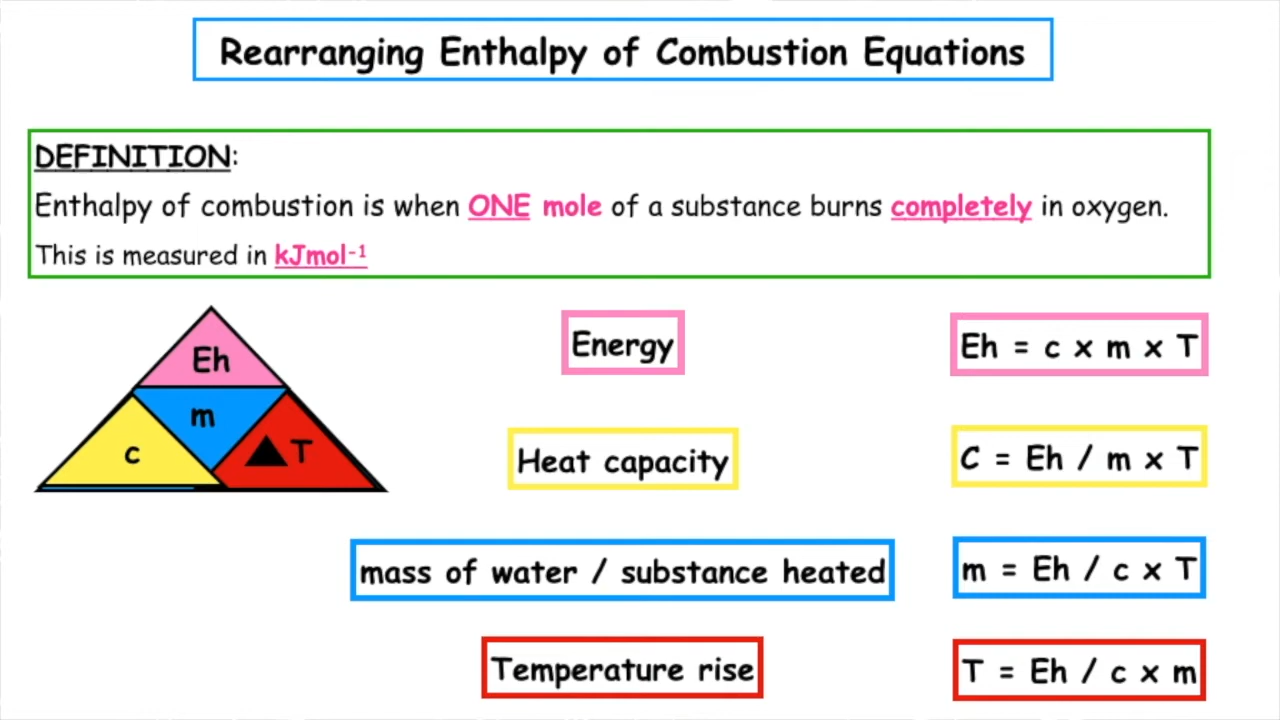 Rearranging Enthalpy of Combustion Equations
DEFINITION:
Enthalpy of combustion is when ONE mole of a substance burns completely in oxygen.
This is measured in kJmol⁻¹
Eh
m
c
▲T
Energy
Eh = c x m x T
Heat capacity
C = Eh / m x T
mass of water / substance heated
m = Eh / c x T
Temperature rise
T = Eh / c x m